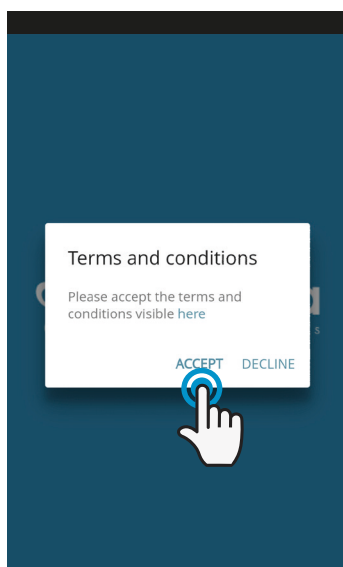 Terms and conditions
Please accept the terms and
conditions visible here
ACCEPT DECLINE